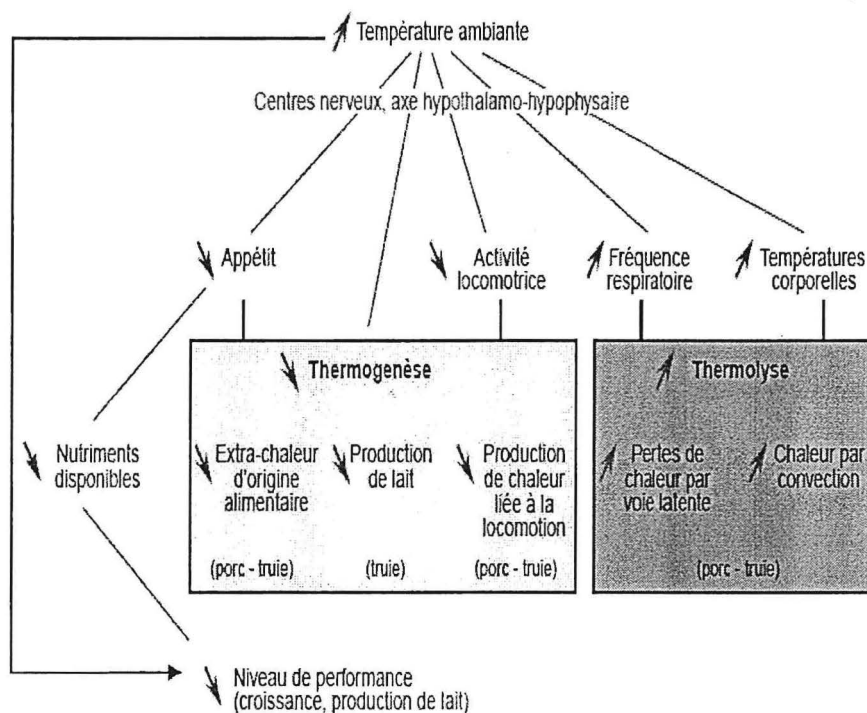 Température ambiante
Centres nerveux, axe hypothalamo-hypophysaire
Appétit
Activité
locomotrice
Fréquence
respiratoire
Températures
corporelles
Thermogenèse
Thermolyse
Nutriments
disponibles
Extra-chaleur
d'origine
alimentaire
Production
de lait
Production
de chaleur
liée à la
locomotion
Pertes de
chaleur par
voie latente
Chaleur par
convection
(porc - truie)
(truie)
(porc - truie)
(porc - truie)
Niveau de performance
(croissance, production de lait)